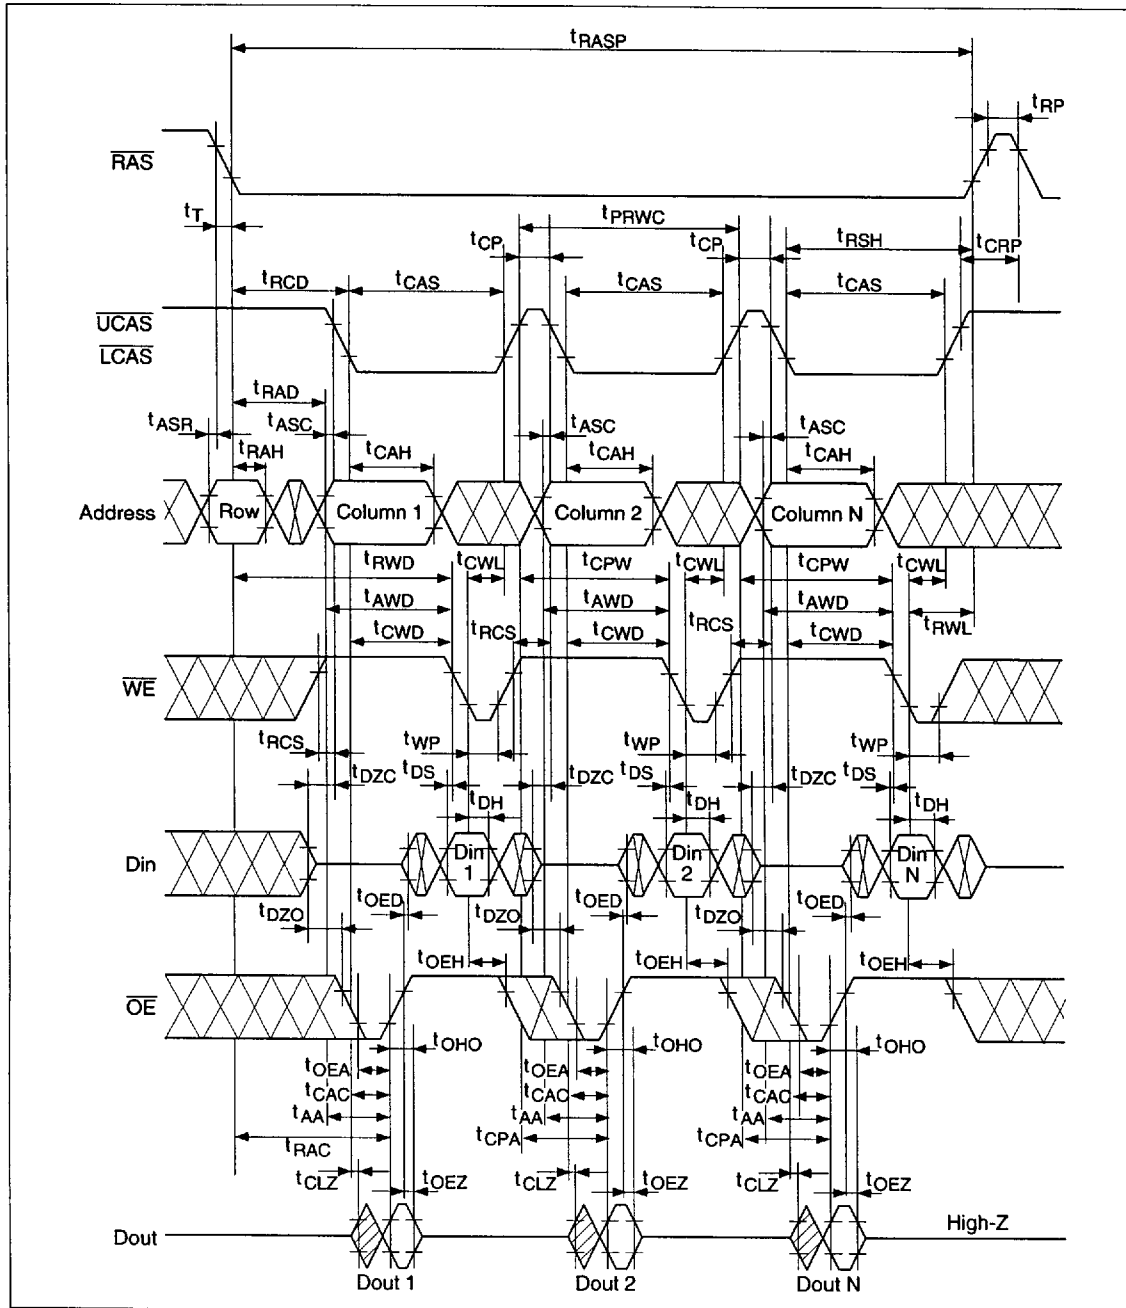 tRASP
tRP
RAS
tT
tPRWC
tCP
tCP
tRSH
tCRP
tRCD
tCAS
tCAS
tCAS
UCAS
LCAS
tRAD
tASR
tASC
tASC
tASC
tRAH
tCAH
tCAH
tCAH
Address
Row
Column 1
Column 2
Column N
tRWD
tCWL
tCPW
tCWL
tCPW
tCWL
tAWD
tAWD
tAWD
tCWD
tRCS
tCWD
tRCS
tCWD
tRWL
WE
tRCS
tWP
tWP
tWP
tDZC
tDS
tDZC
tDS
tDZC
tDS
tDH
tDH
tDH
Din
Din 1
Din 2
Din N
tDZO
tOED
tDZO
tOED
tDZO
tOED
tOEH
tOEH
tOEH
OE
tOHO
tOHO
tOHO
tOEA
tOEA
tOEA
tCAC
tCAC
tCAC
tAA
tAA
tAA
tRAC
tCPA
tCPA
tCLZ
tOEZ
tCLZ
tOEZ
tCLZ
tOEZ
High-Z
Dout
Dout 1
Dout 2
Dout N